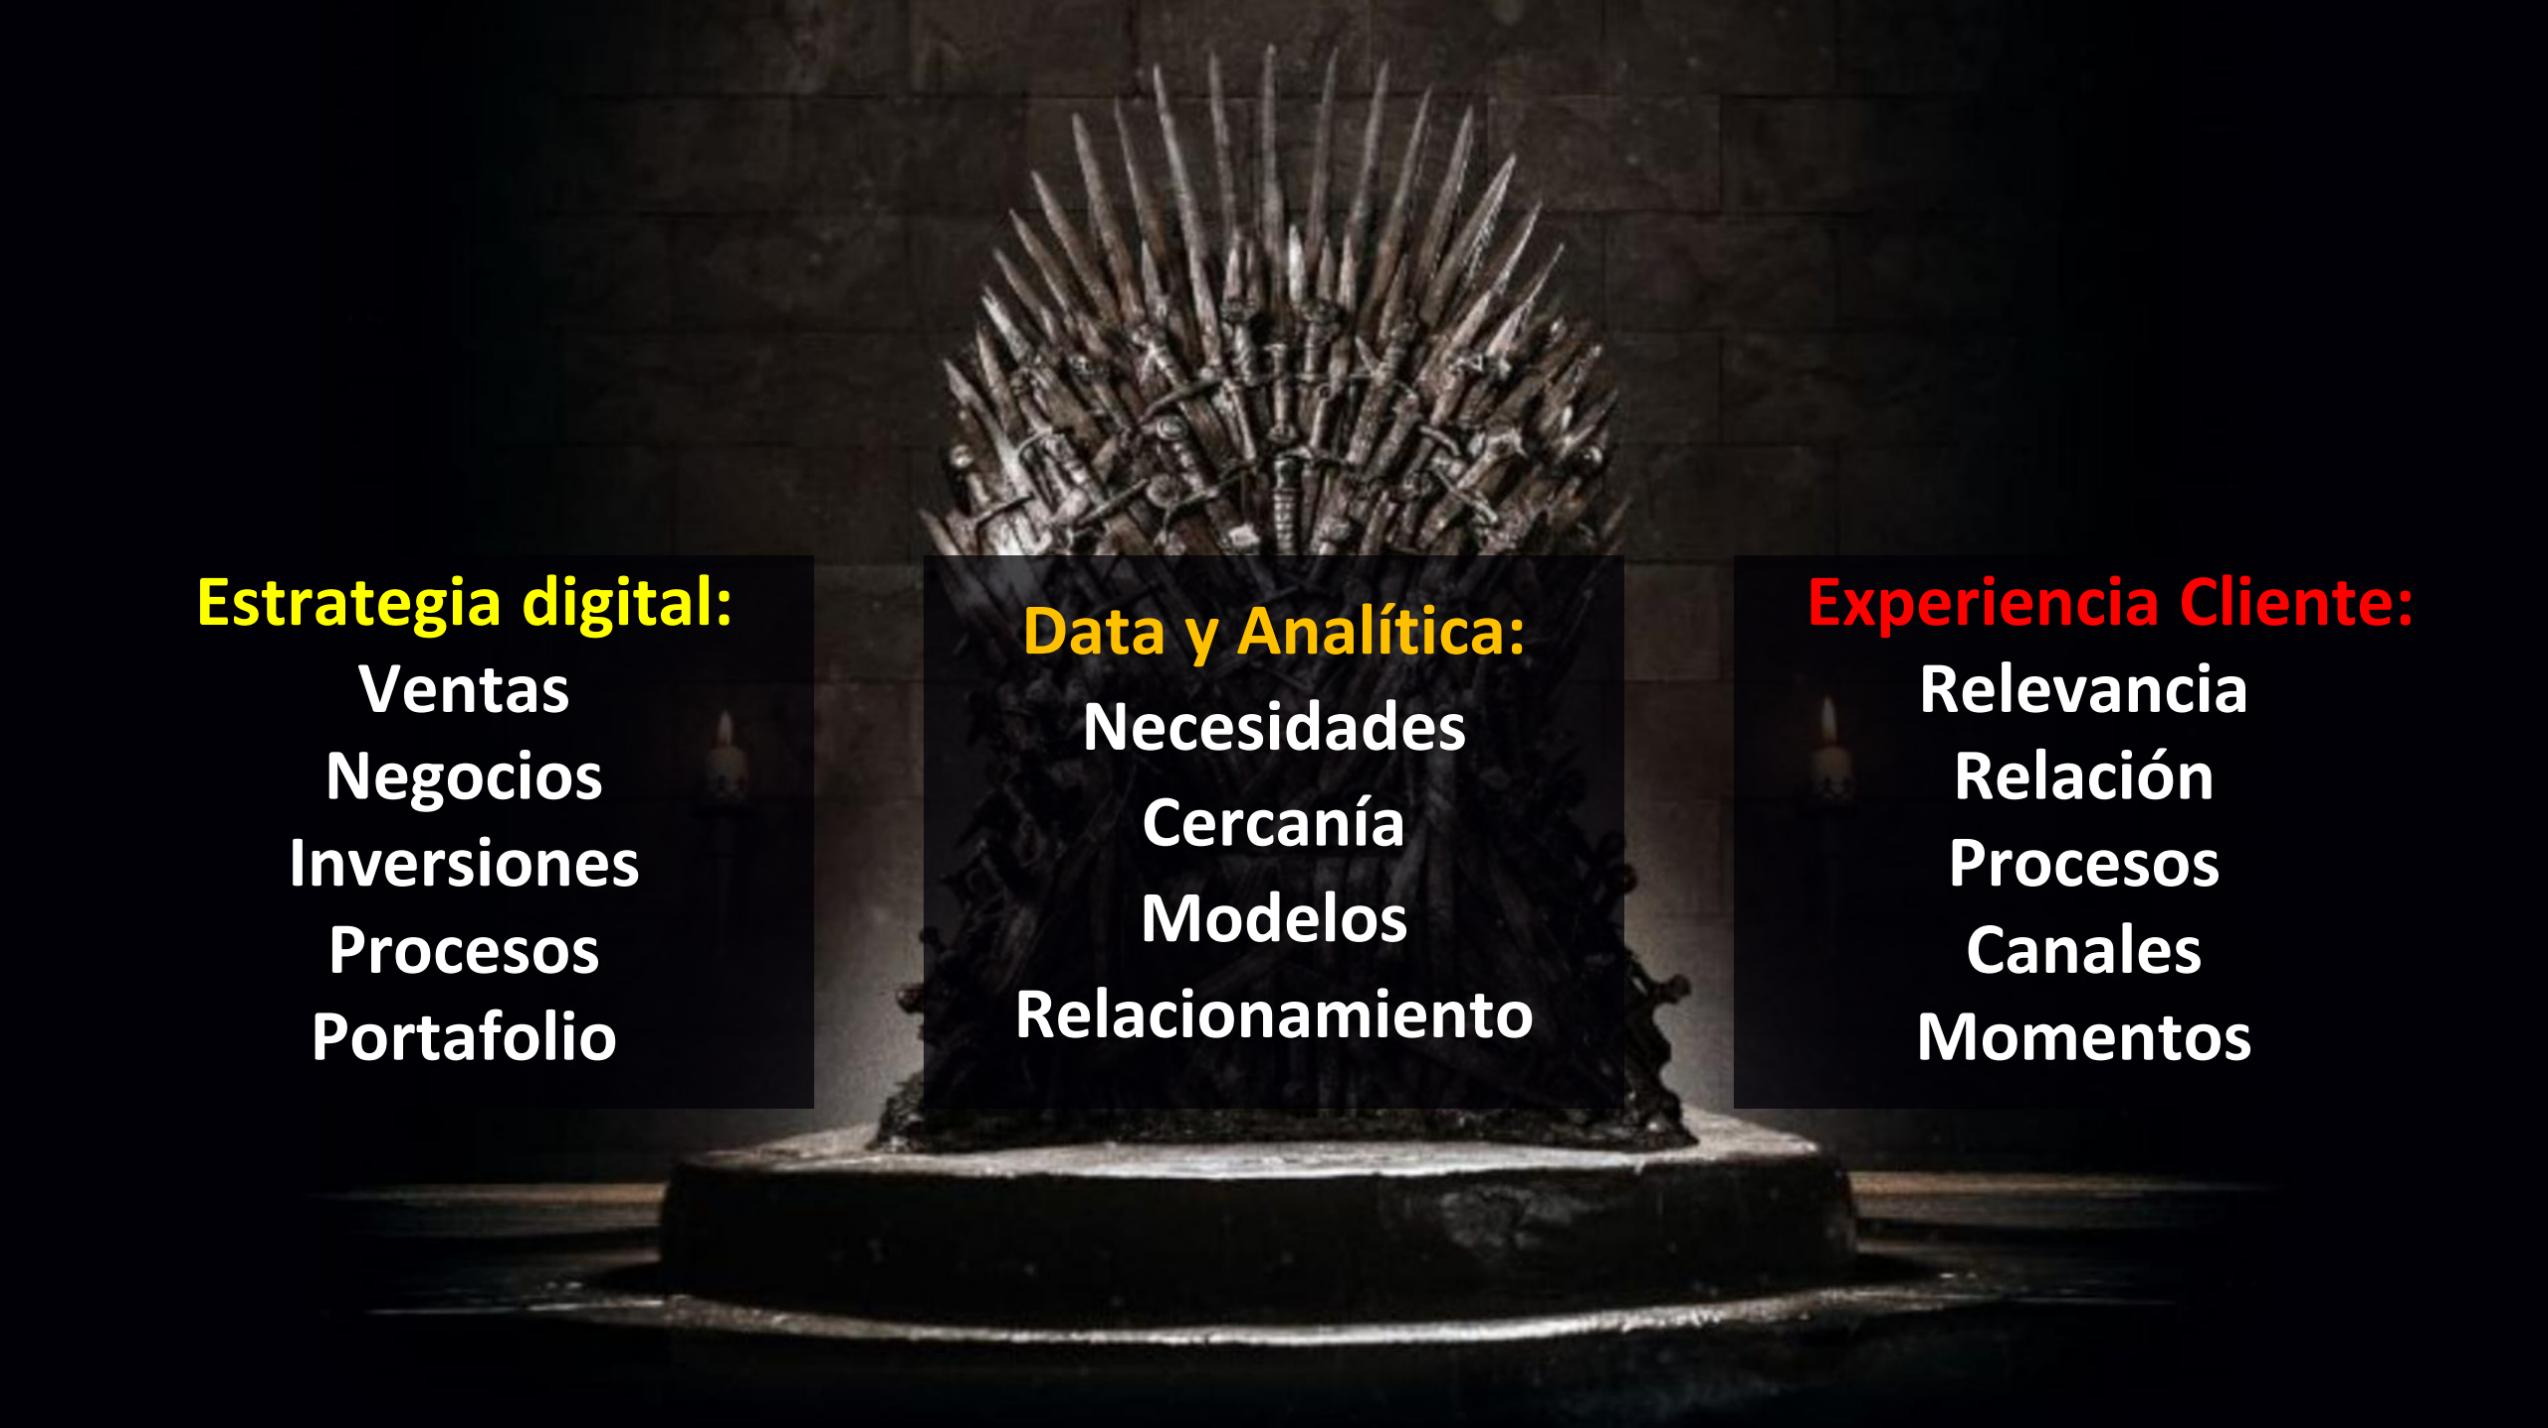 Estrategia digital:
Ventas
Negocios
Inversiones
Procesos
Portafolio
Data y Analítica:
Necesidades
Cercanía
Modelos
Relacionamiento
Experiencia Cliente:
Relevancia
Relación
Procesos
Canales
Momentos